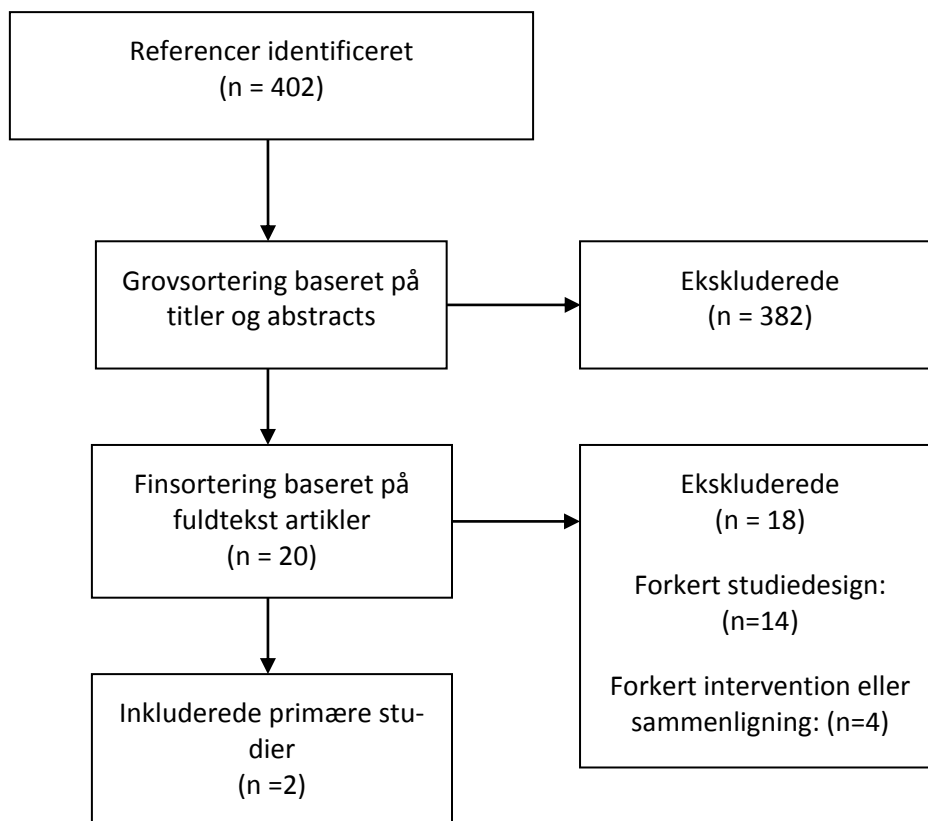 Referencer identificeret
(n = 402)
Grovsortering baseret på
titler og abstracts
Ekskluderede
(n = 382)
Finsortering baseret på
fuldtekst artikler
(n = 20)
Ekskluderede
(n = 18)
Forkert studiedesign:
(n=14)
Forkert intervention eller
sammenligning: (n=4)
Inkluderede primære stu-
dier
(n =2)